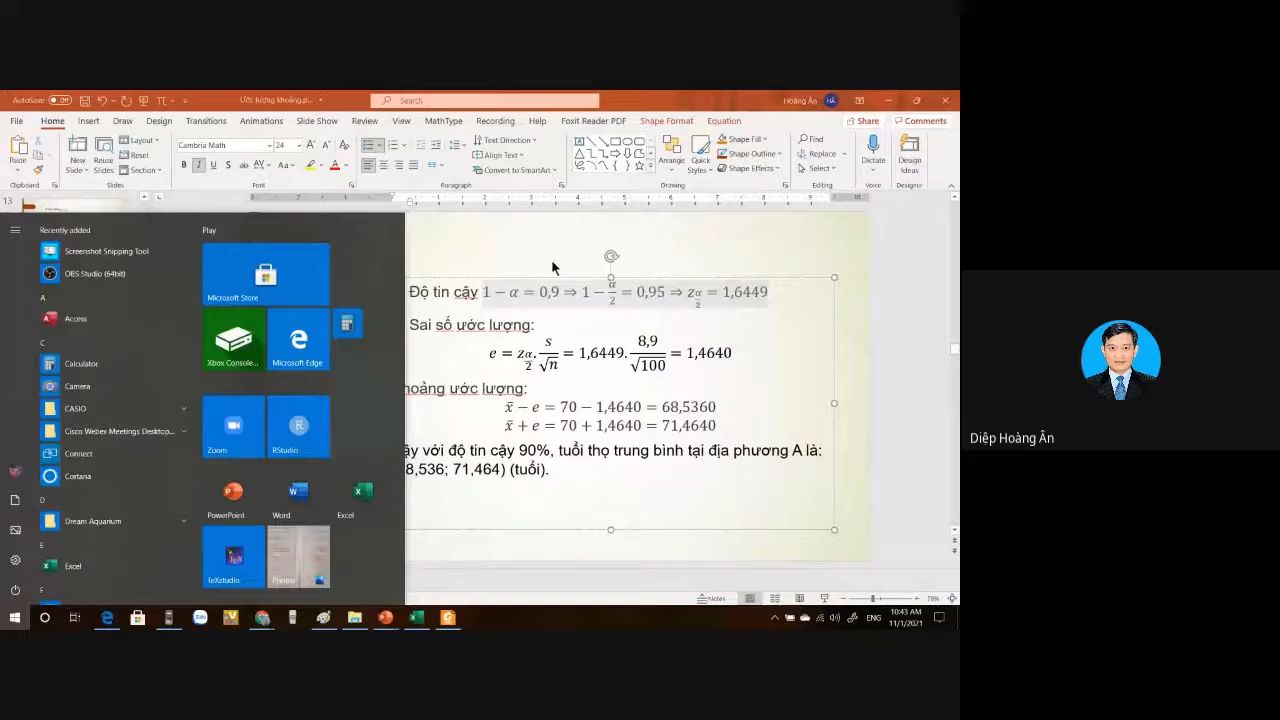 AutoSave Off
Ước lượng khoảng.p...
Search
Hoàng Ân HÂ
File Home Insert Draw Design Transitions Animations Slide Show Review View MathType Recording Help Foxit Reader PDF Shape Format Equation Share Comments
Paste
New Slide
Reuse Slides
Layout
Reset
Section
Cambria Math 24
Text Direction
Align Text
Convert to SmartArt
Arrange
Quick Styles
Shape Fill
Shape Outline
Shape Effects
Find
Replace
Select
Dictate
Design Ideas
Clipboard Slides Font Paragraph Drawing Editing Voice Designer
13
Recently added
Screenshot Snipping Tool
OBS Studio (64bit)
A
Access
C
Calculator
Camera
CASIO
Cisco Webex Meetings Desktop...
Connect
Cortana
D
Dream Aquarium
E
Excel
F
Play
Microsoft Store
Xbox Console...
Microsoft Edge
Zoom
RStudio
PowerPoint
Word
Excel
TeXstudio
Photos
Độ tin cậy 1 − α = 0,9 ⇒ 1 − α/2 = 0,95 ⇒ z_{α/2} = 1,6449
Sai số ước lượng:
e = z_{α/2}. s/√n = 1,6449. 8,9/√100 = 1,4640
hoảng ước lượng:
x̄ − e = 70 − 1,4640 = 68,5360
x̄ + e = 70 + 1,4640 = 71,4640
ậy với độ tin cậy 90%, tuổi thọ trung bình tại địa phương A là:
8,536; 71,464) (tuổi).
Notes
78%
Zalo
ENG
10:43 AM
11/1/2021
Diệp Hoàng Ân